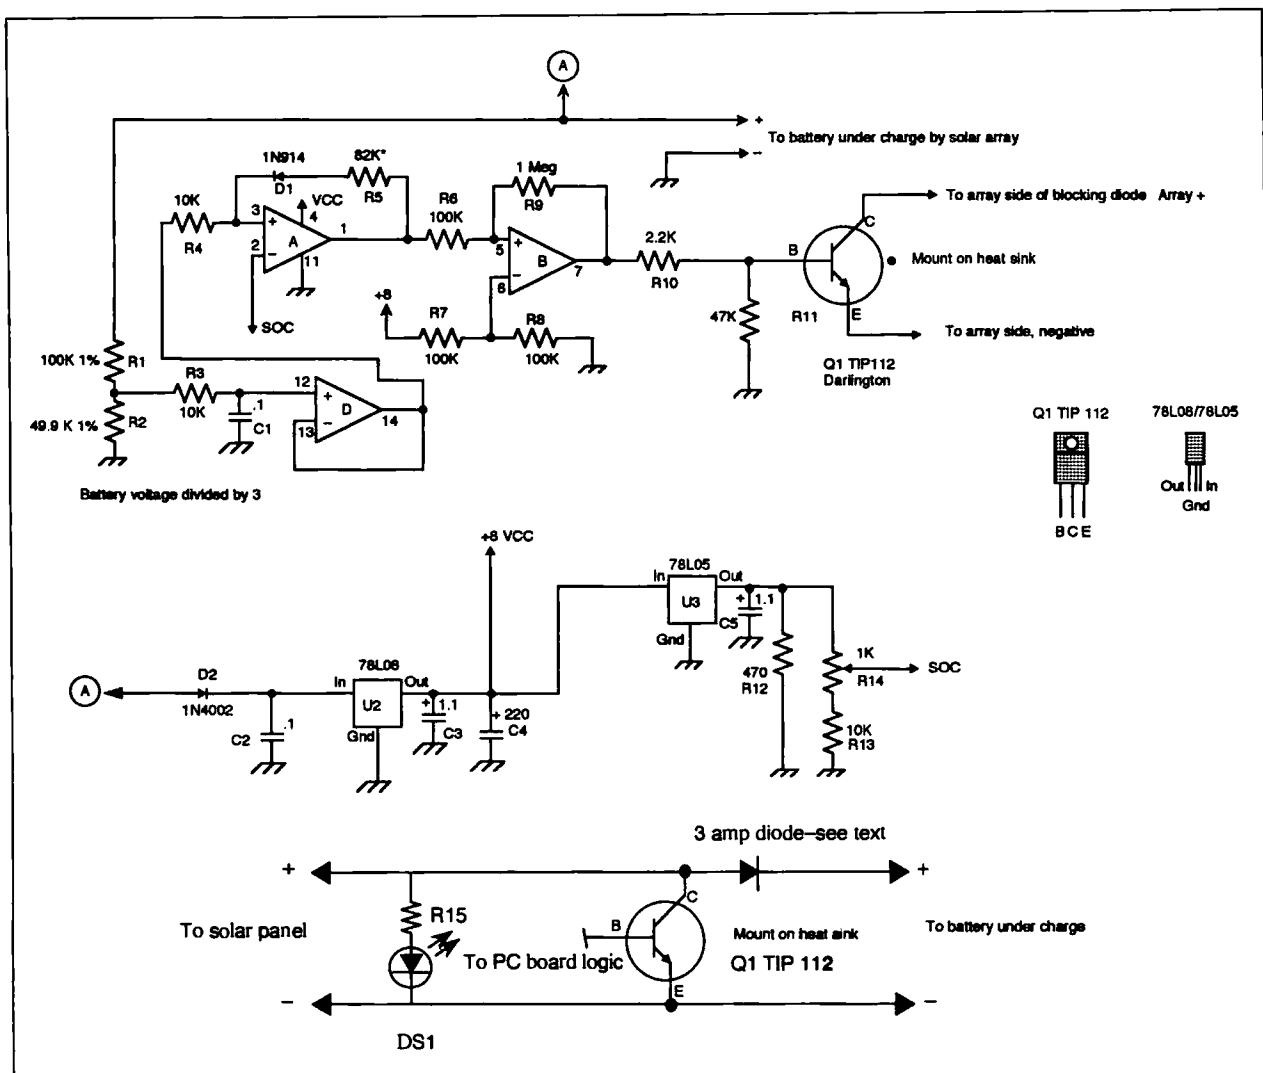 A
+
To battery under charge by solar array
−
1N914
D1
82K*
R5
1 Meg
R9
10K
R4
VCC
4
3
+
A
1
2
−
11
SOC
R6
100K
5
+
B
7
−
6
+8
R7
100K
R8
100K
2.2K
R10
47K
B
C
E
R11
To array side of blocking diode Array +
Mount on heat sink
To array side, negative
Q1 TIP112
Darlington
100K 1%
R1
R3
10K
.1
C1
12
+
D
14
13
−
49.9 K 1%
R2
Battery voltage divided by 3
Q1 TIP 112
B C E
78L08/78L05
Out In
Gnd
+8 VCC
78L05
In
Out
U3
Gnd
+ 1.1
C5
470
R12
1K
R14
SOC
10K
R13
A
D2
1N4002
.1
C2
78L08
In
Out
U2
Gnd
+ 1.1
C3
+ 220
C4
3 amp diode–see text
+
+
To solar panel
R15
To PC board logic
B
C
E
Mount on heat sink
Q1 TIP 112
To battery under charge
−
−
DS1